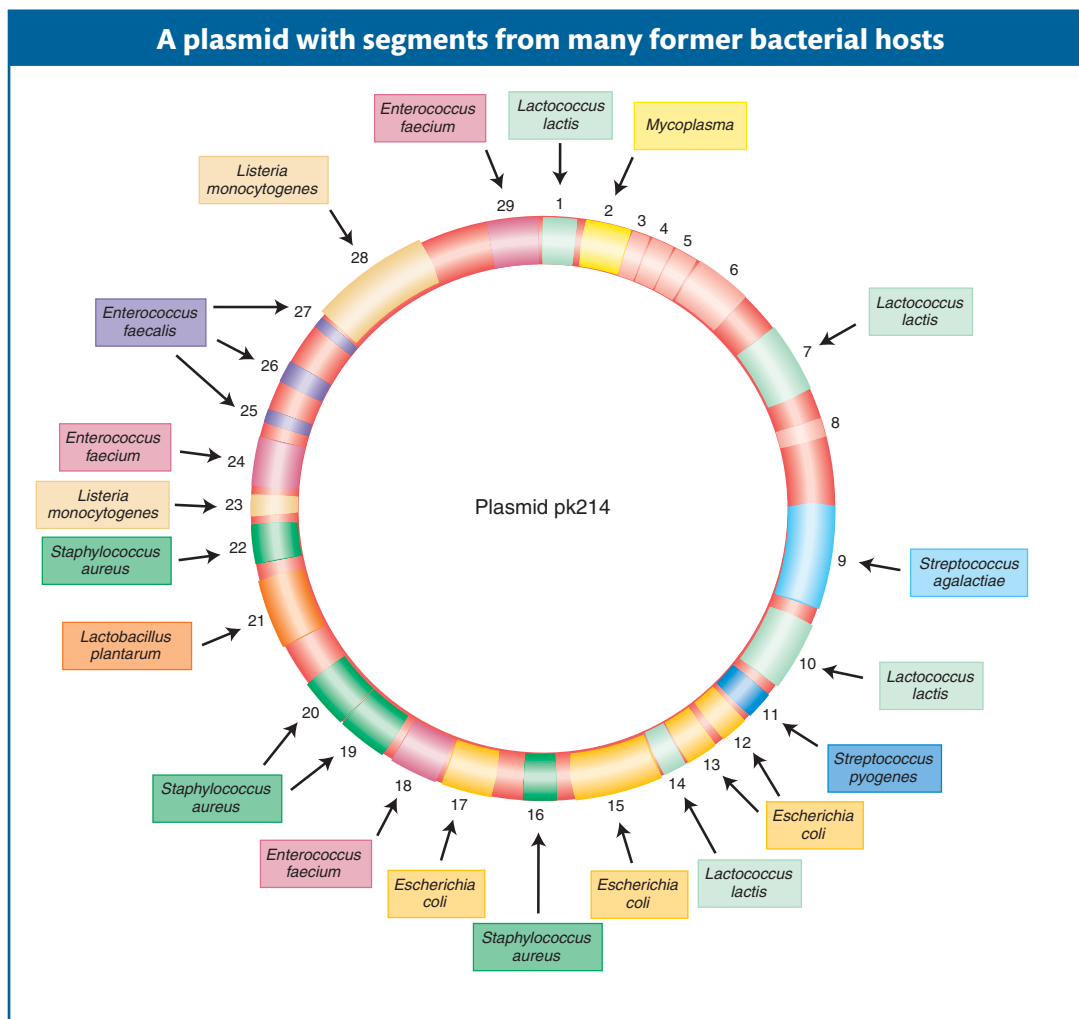 A plasmid with segments from many former bacterial hosts
Enterococcus
faecium
Lactococcus
lactis
Mycoplasma
Listeria
monocytogenes
29
1
2
3
4
5
6
28
Lactococcus
lactis
27
7
Enterococcus
faecalis
26
25
8
Enterococcus
faecium
24
Listeria
monocytogenes
23
Plasmid pk214
Staphylococcus
aureus
22
9
Streptococcus
agalactiae
21
Lactobacillus
plantarum
10
Lactococcus
lactis
20
11
19
12
Streptococcus
pyogenes
13
14
18
Staphylococcus
aureus
17
15
16
Escherichia
coli
Enterococcus
faecium
Escherichia
coli
Escherichia
coli
Lactococcus
lactis
Staphylococcus
aureus